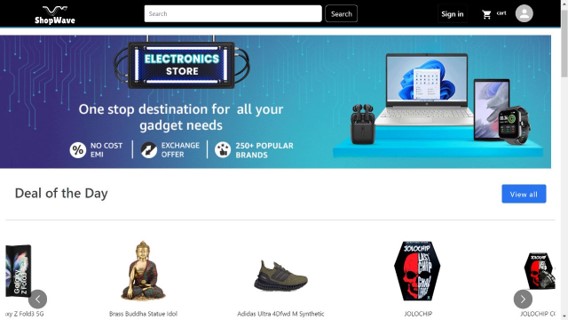 ShopWave
Search
Search
Sign in
cart
ELECTRONICS
STORE
One stop destination for all your
gadget needs
% NO COST
EMI
EXCHANGE
OFFER
250+ POPULAR
BRANDS
Deal of the Day
View all
JOLOCHIP
LAST
CHIP
xy Z Fold3 5G
Brass Buddha Statue Idol
Adidas Ultra 4Dfwd M Synthetic
JOLOCHIP
JOLOCHIP C